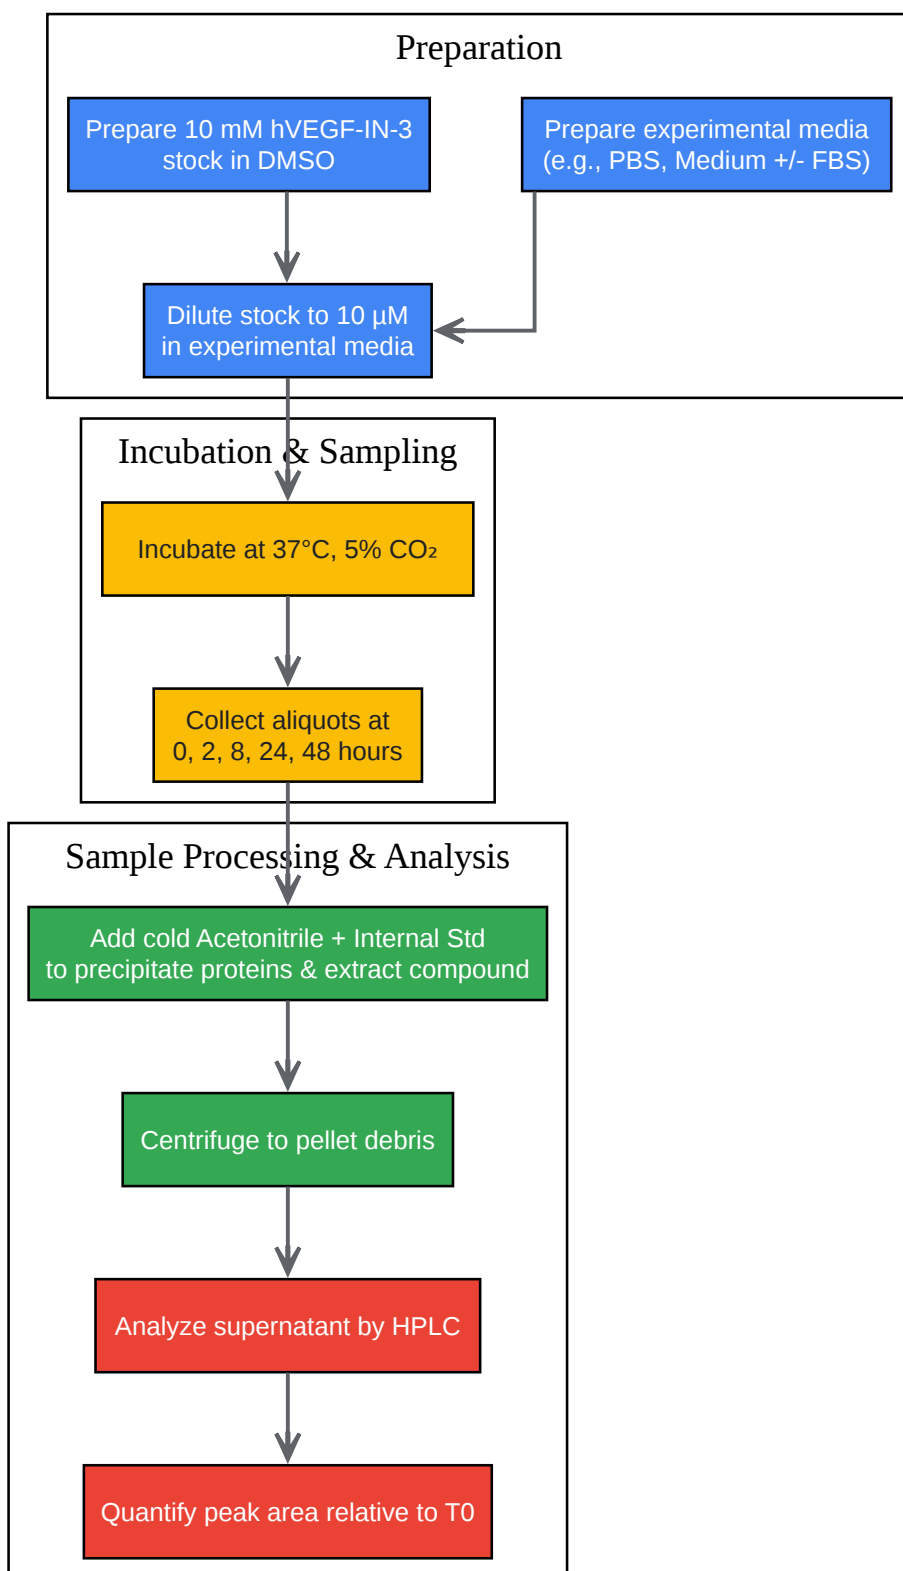 Preparation
Prepare 10 mM hVEGF-IN-3
stock in DMSO
Prepare experimental media
(e.g., PBS, Medium +/- FBS)
Dilute stock to 10 µM
in experimental media
Incubation & Sampling
Incubate at 37°C, 5% CO₂
Collect aliquots at
0, 2, 8, 24, 48 hours
Sample Processing & Analysis
Add cold Acetonitrile + Internal Std
to precipitate proteins & extract compound
Centrifuge to pellet debris
Analyze supernatant by HPLC
Quantify peak area relative to T0